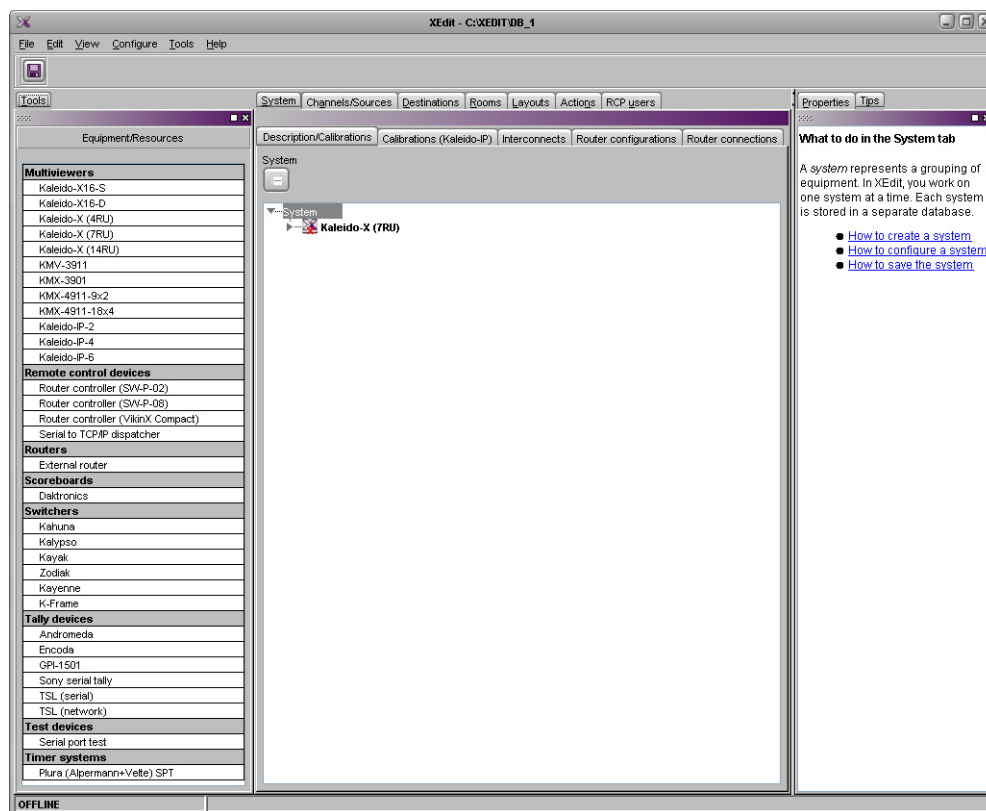 XEdit - C:\XEDIT\DB_1
File Edit View Configure Tools Help
Tools
Equipment/Resources
Multiviewers
Kaleido-X16-S
Kaleido-X16-D
Kaleido-X (4RU)
Kaleido-X (7RU)
Kaleido-X (14RU)
KMV-3911
KMX-3901
KMX-4911-9x2
KMX-4911-18x4
Kaleido-IP-2
Kaleido-IP-4
Kaleido-IP-6
Remote control devices
Router controller (SW-P-02)
Router controller (SW-P-08)
Router controller (VikinX Compact)
Serial to TCP/IP dispatcher
Routers
External router
Scoreboards
Daktronics
Switchers
Kahuna
Kalypso
Kayak
Zodiak
Kayenne
K-Frame
Tally devices
Andromeda
Encoda
GPI-1501
Sony serial tally
TSL (serial)
TSL (network)
Test devices
Serial port test
Timer systems
Plura (Alpermann+Velte) SPT
System Channels/Sources Destinations Rooms Layouts Actions RCP users
Description/Calibrations Calibrations (Kaleido-IP) Interconnects Router configurations Router connections
System
System
Kaleido-X (7RU)
Properties Tips
What to do in the System tab
A system represents a grouping of
equipment. In XEdit, you work on
one system at a time. Each system
is stored in a separate database.
How to create a system
How to configure a system
How to save the system
OFFLINE